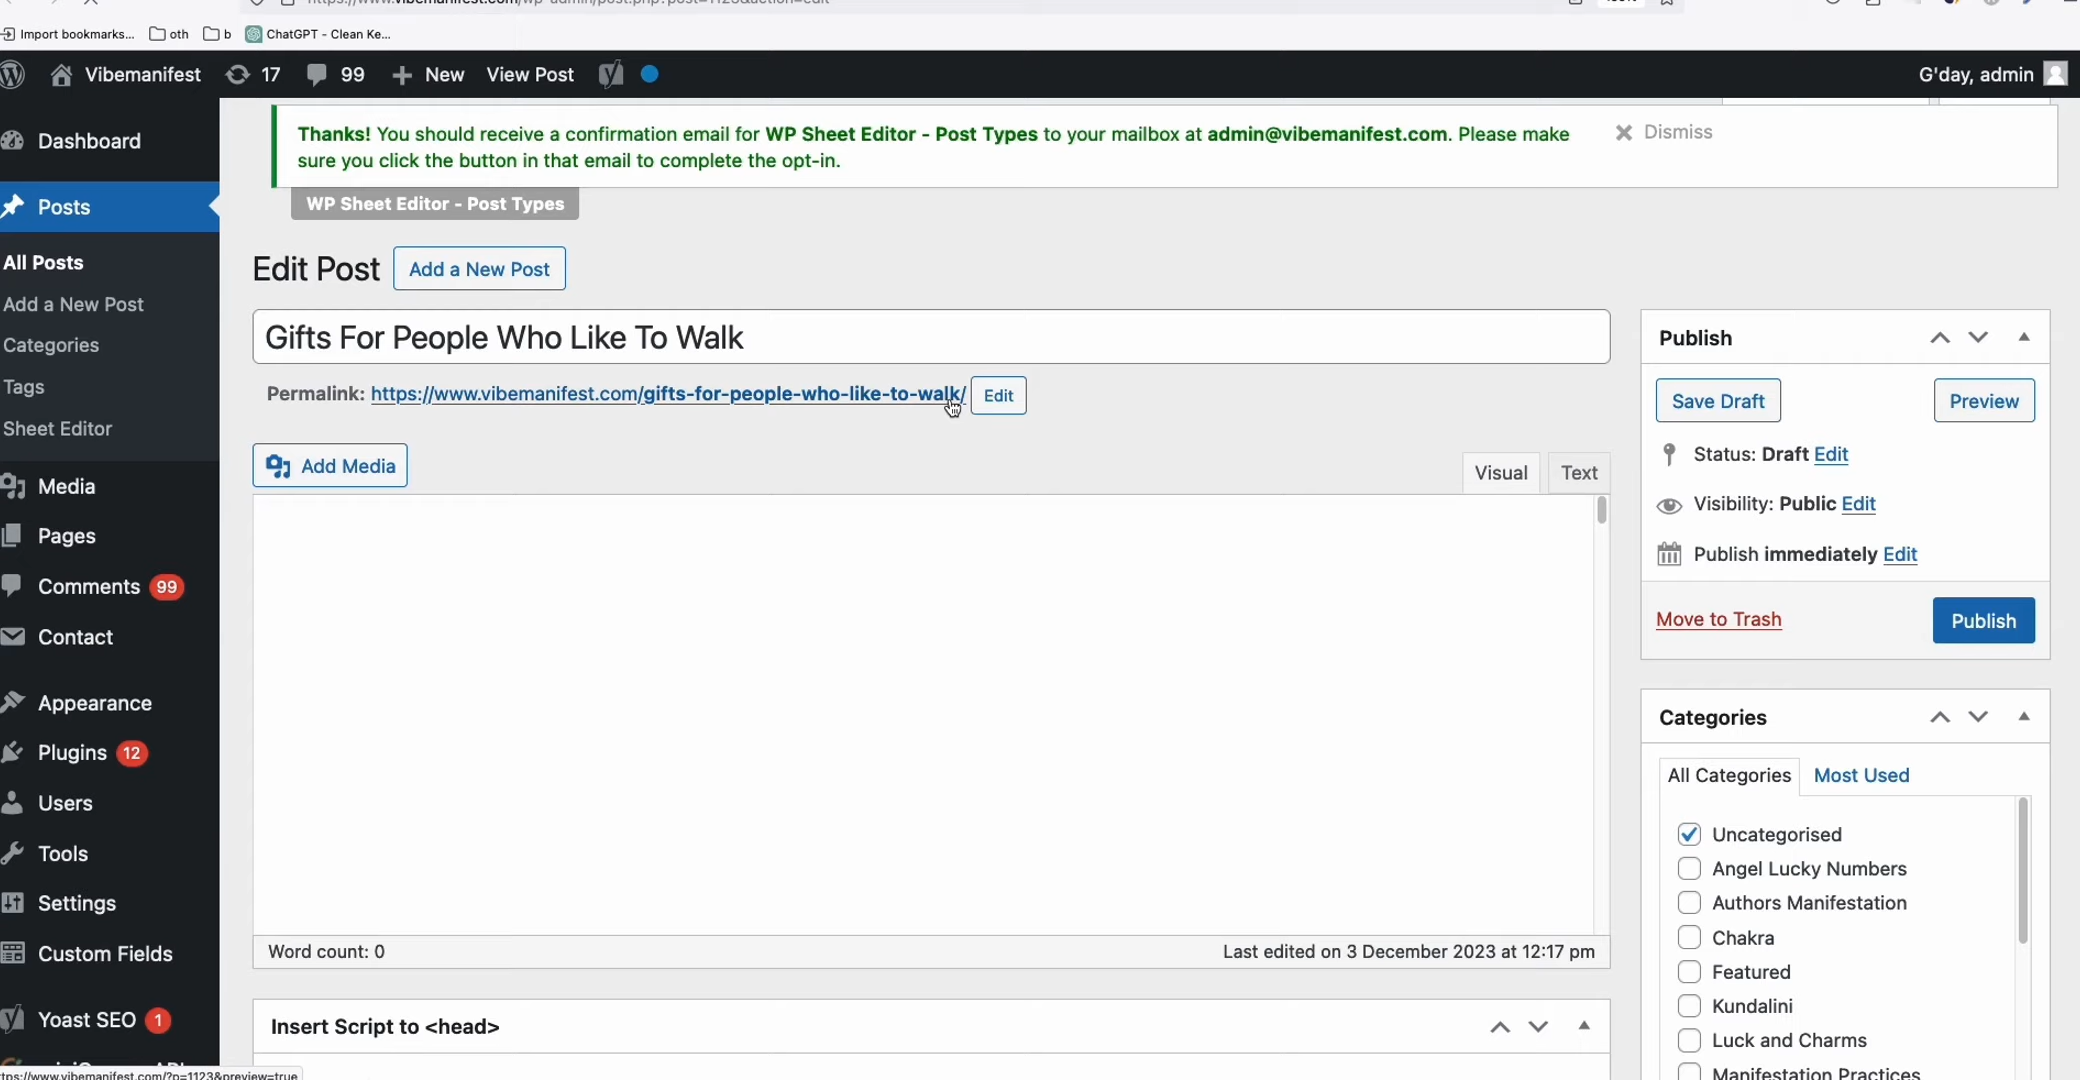 Import bookmarks... oth b ChatGPT - Clean Ke...
Vibemanifest 17 99 New View Post G'day, admin
Thanks! You should receive a confirmation email for WP Sheet Editor - Post Types to your mailbox at admin@vibemanifest.com. Please make
sure you click the button in that email to complete the opt-in.
Dismiss
WP Sheet Editor - Post Types
Dashboard
Posts
All Posts
Add a New Post
Categories
Tags
Sheet Editor
Media
Pages
Comments 99
Contact
Appearance
Plugins 12
Users
Tools
Settings
Custom Fields
Yoast SEO 1
Edit Post Add a New Post
Gifts For People Who Like To Walk
Permalink: https://www.vibemanifest.com/gifts-for-people-who-like-to-walk/ Edit
Add Media
Visual Text
Word count: 0 Last edited on 3 December 2023 at 12:17 pm
Insert Script to <head>
Publish
Save Draft Preview
Status: Draft Edit
Visibility: Public Edit
Publish immediately Edit
Move to Trash Publish
Categories
All Categories Most Used
Uncategorised
Angel Lucky Numbers
Authors Manifestation
Chakra
Featured
Kundalini
Luck and Charms
Manifestation Practices
tps://www.vibemanifest.com/?p=1123&preview=true